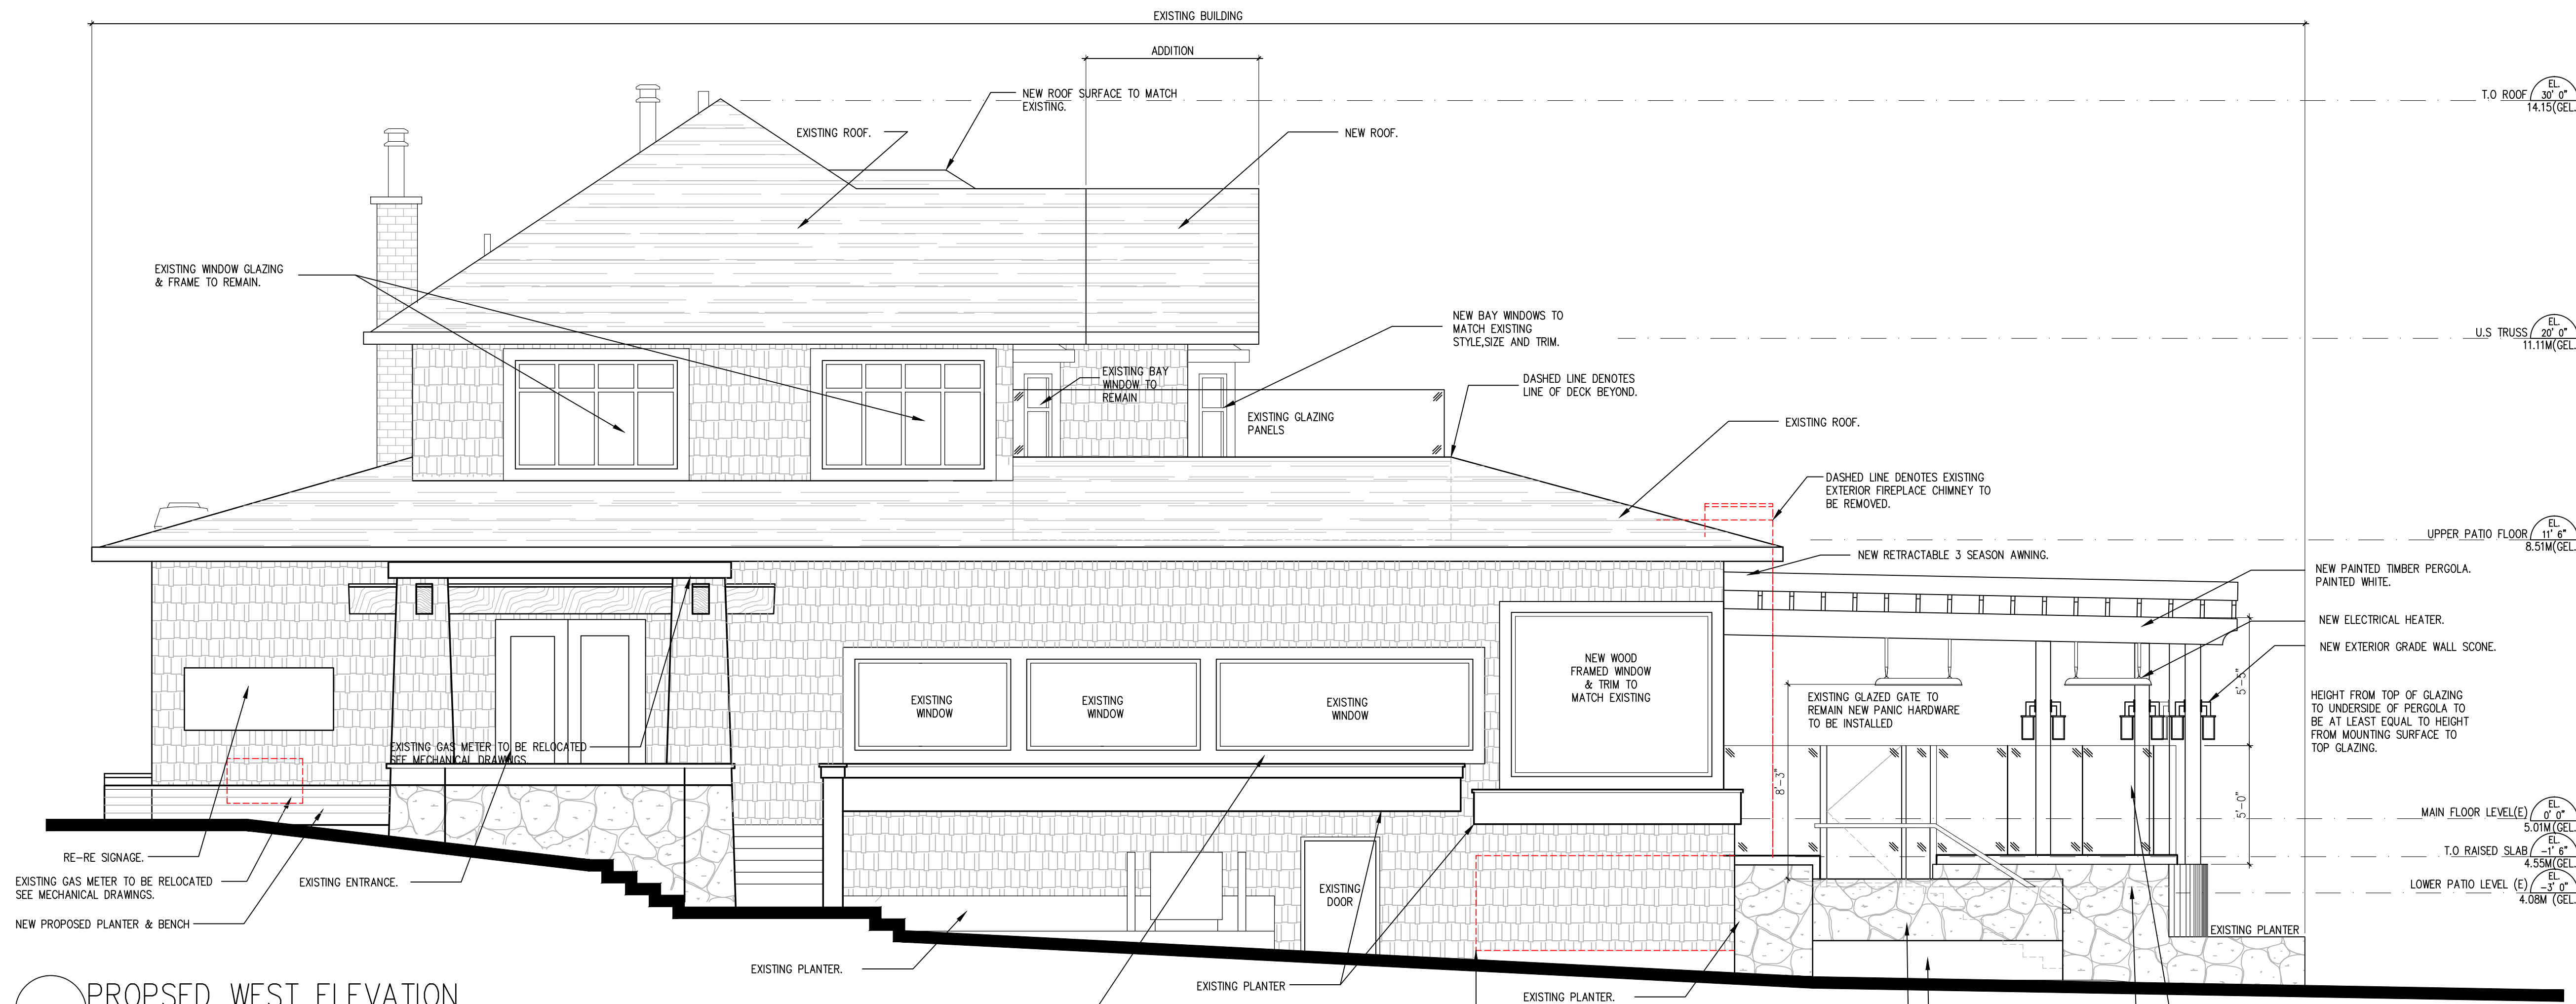 EXISTING BUILDING
ADDITION
NEW ROOF SURFACE TO MATCH
EXISTING.
EXISTING ROOF.
NEW ROOF.
T.O ROOF
EL.
30' 0"
14.15(GEL.
EXISTING WINDOW GLAZING
& FRAME TO REMAIN.
NEW BAY WINDOWS TO
MATCH EXISTING
STYLE,SIZE AND TRIM.
U.S TRUSS
EL.
20' 0"
11.11M(GEL.
EXISTING BAY
WINDOW TO
REMAIN
DASHED LINE DENOTES
LINE OF DECK BEYOND.
EXISTING GLAZING
PANELS
EXISTING ROOF.
DASHED LINE DENOTES EXISTING
EXTERIOR FIREPLACE CHIMNEY TO
BE REMOVED.
UPPER PATIO FLOOR
EL.
11' 6"
8.51M(GEL.
NEW RETRACTABLE 3 SEASON AWNING.
NEW PAINTED TIMBER PERGOLA.
PAINTED WHITE.
NEW ELECTRICAL HEATER.
NEW EXTERIOR GRADE WALL SCONE.
NEW WOOD
FRAMED WINDOW
& TRIM TO
MATCH EXISTING
EXISTING
WINDOW
EXISTING
WINDOW
EXISTING
WINDOW
EXISTING GLAZED GATE TO
REMAIN NEW PANIC HARDWARE
TO BE INSTALLED
5'-5"
HEIGHT FROM TOP OF GLAZING
TO UNDERSIDE OF PERGOLA TO
BE AT LEAST EQUAL TO HEIGHT
FROM MOUNTING SURFACE TO
TOP GLAZING.
EXISTING GAS METER TO BE RELOCATED
SEE MECHANICAL DRAWINGS.
8'-3"
5'-0"
MAIN FLOOR LEVEL(E)
EL.
0' 0"
5.01M(GEL.
T.O RAISED SLAB
EL.
-1' 6"
4.55M(GEL.
LOWER PATIO LEVEL (E)
EL.
-3' 0"
4.08M (GEL.
RE-RE SIGNAGE.
EXISTING GAS METER TO BE RELOCATED
SEE MECHANICAL DRAWINGS.
EXISTING ENTRANCE.
NEW PROPOSED PLANTER & BENCH
EXISTING
DOOR
EXISTING PLANTER
EXISTING PLANTER.
EXISTING PLANTER
EXISTING PLANTER.
PROPSED WEST ELEVATION